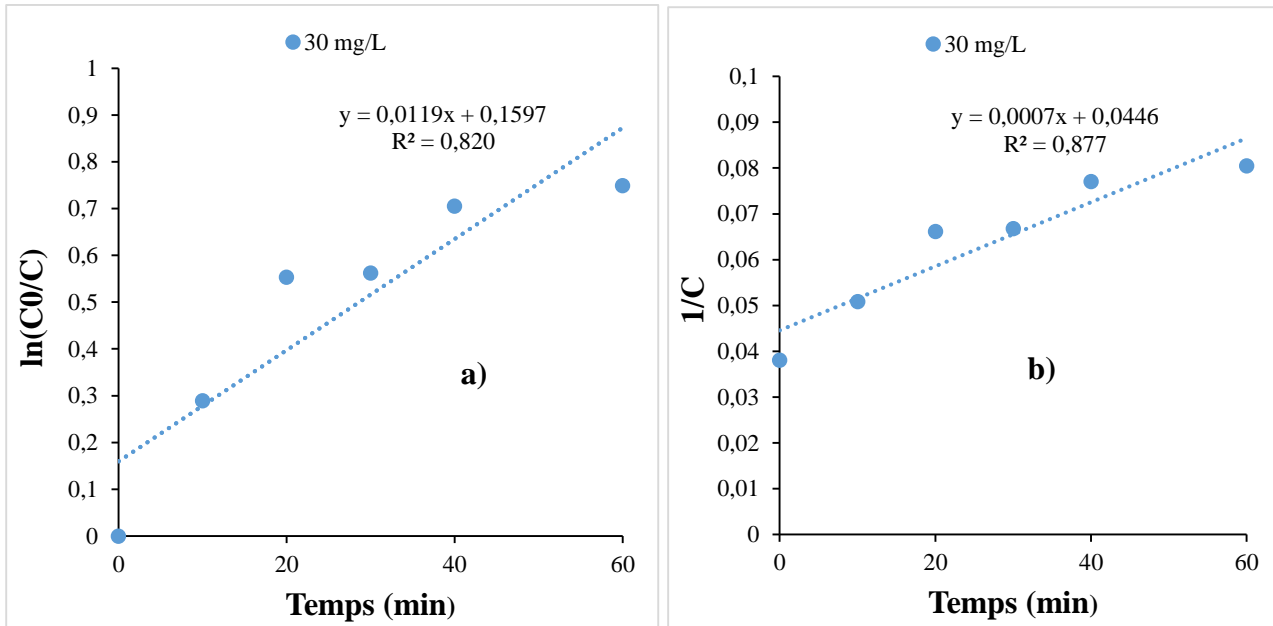 30 mg/L
1
0,9
0,8
0,7
0,6
0,5
0,4
0,3
0,2
0,1
0
ln(C0/C)
y = 0,0119x + 0,1597
R² = 0,820
a)
0
20
40
60
Temps (min)
30 mg/L
0,1
0,09
0,08
0,07
0,06
0,05
0,04
0,03
0,02
0,01
0
1/C
y = 0,0007x + 0,0446
R² = 0,877
b)
0
20
40
60
Temps (min)